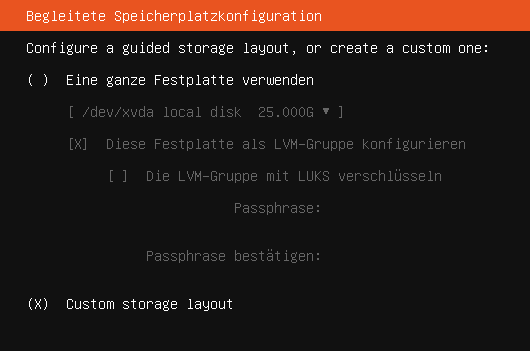 Begleitete Speicherplatzkonfiguration
Configure a guided storage layout, or create a custom one:
( ) Eine ganze Festplatte verwenden
[ /dev/xvda local disk 25.000G ▾ ]
[X] Diese Festplatte als LVM-Gruppe konfigurieren
[ ] Die LVM-Gruppe mit LUKS verschlüseln
Passphrase:
Passphrase bestätigen:
(X) Custom storage layout